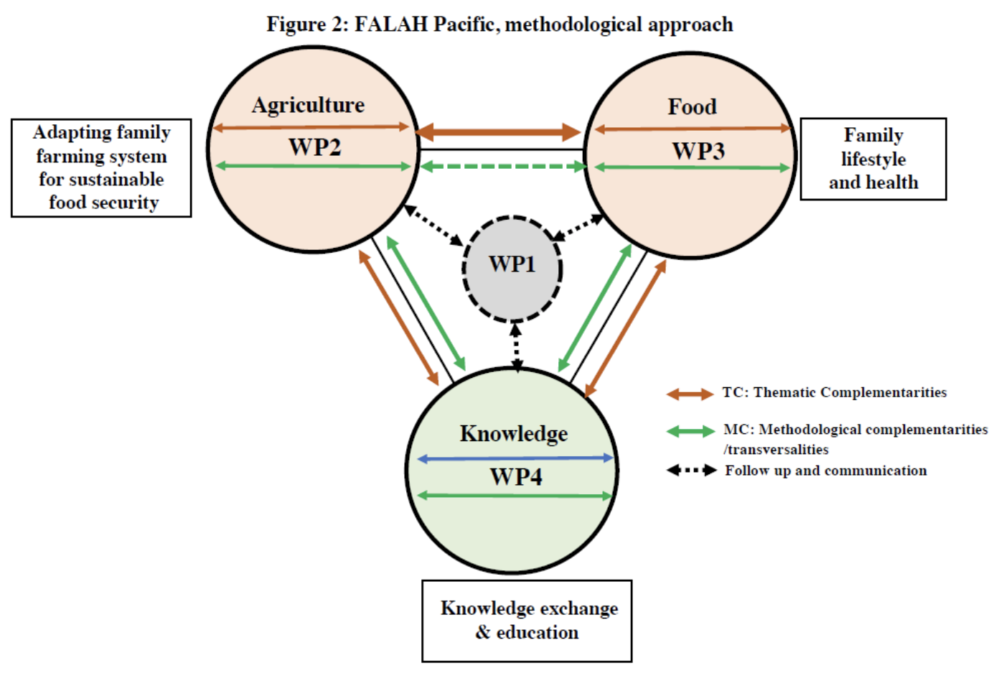 Figure 2: FALAH Pacific, methodological approach
Agriculture
WP2
Food
WP3
Adapting family
farming system
for sustainable
food security
Family
lifestyle
and health
WP1
Knowledge
WP4
TC: Thematic Complementarities
MC: Methodological complementarities
/transversalities
Follow up and communication
Knowledge exchange
& education